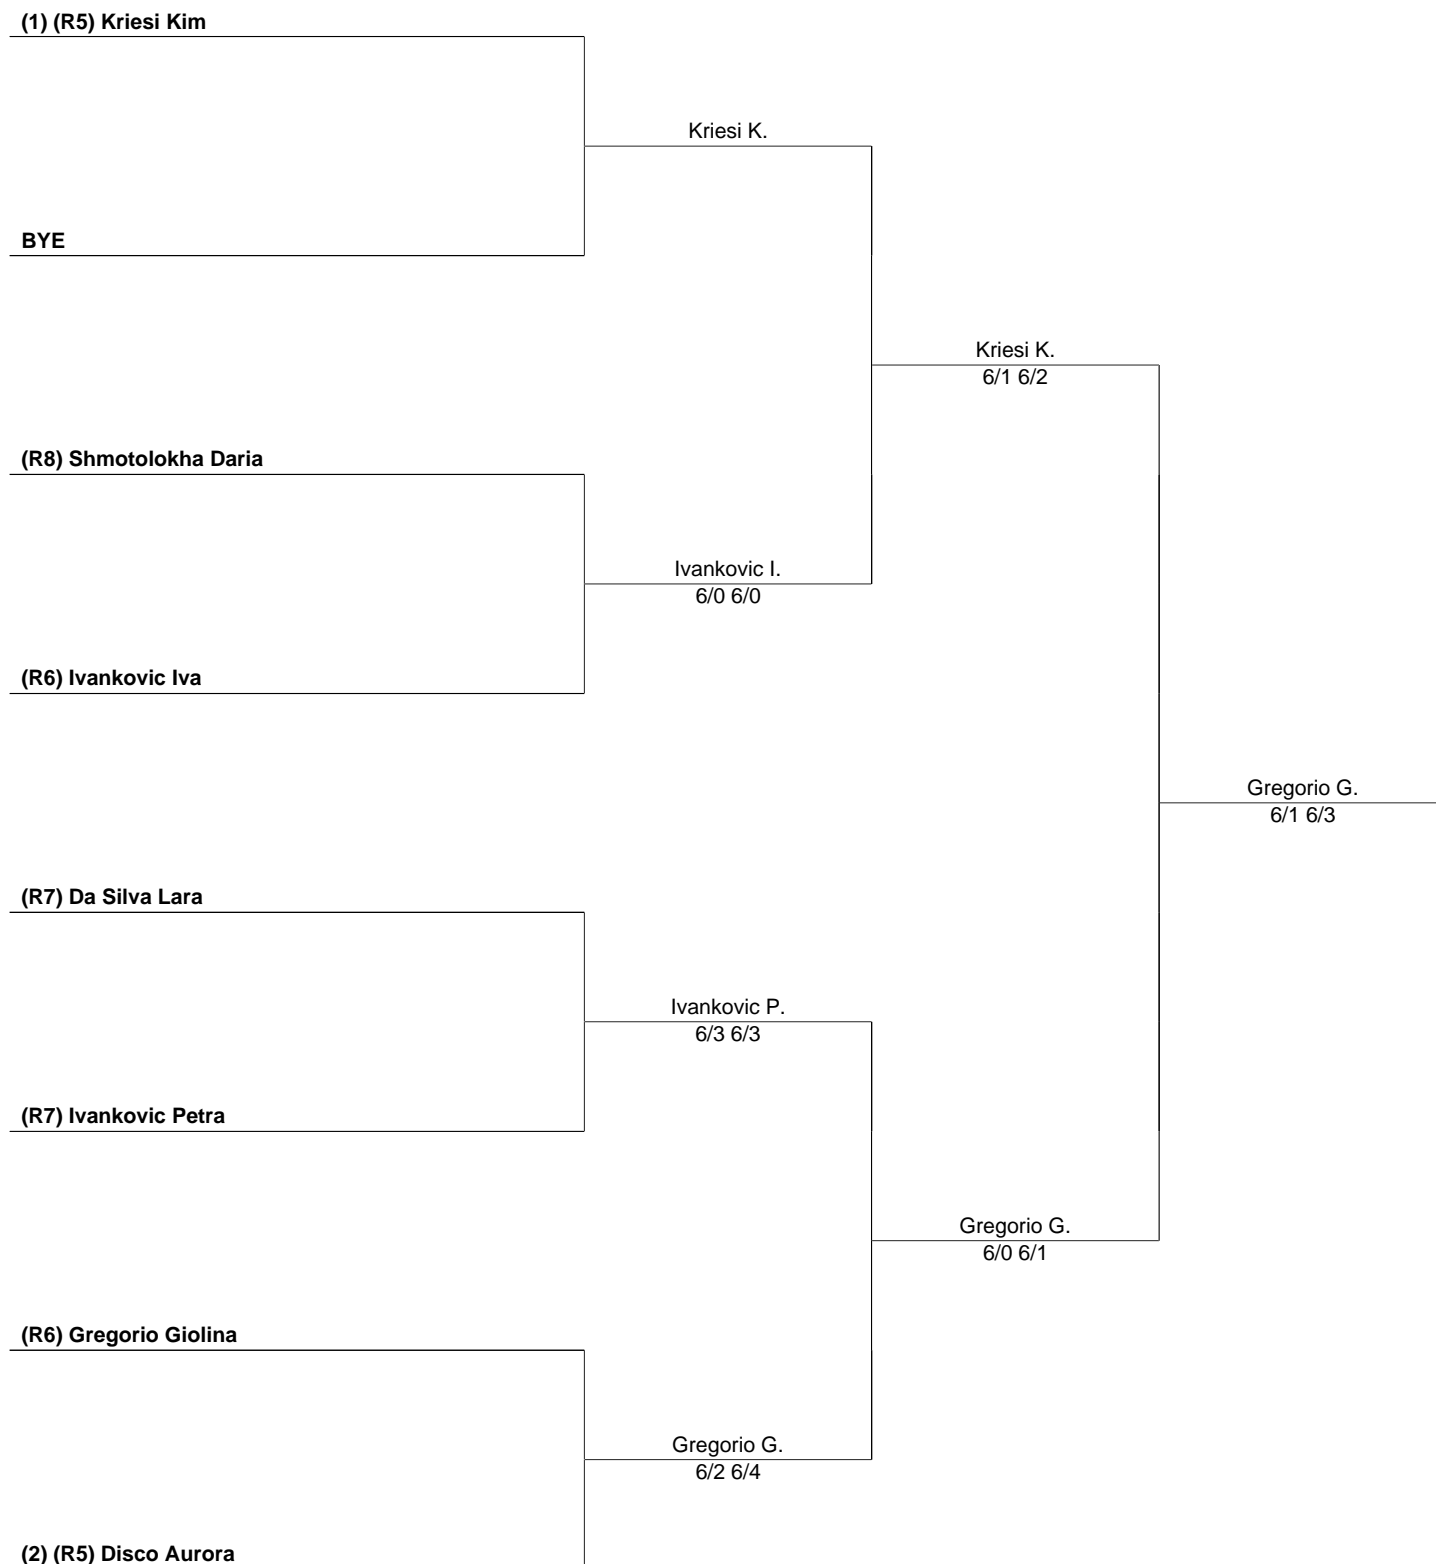 (1) (R5) Kriesi Kim
Kriesi K.
BYE
Kriesi K.
6/1 6/2
(R8) Shmotolokha Daria
Ivankovic I.
6/0 6/0
(R6) Ivankovic Iva
Gregorio G.
6/1 6/3
(R7) Da Silva Lara
Ivankovic P.
6/3 6/3
(R7) Ivankovic Petra
Gregorio G.
6/0 6/1
(R6) Gregorio Giolina
Gregorio G.
6/2 6/4
(2) (R5) Disco Aurora